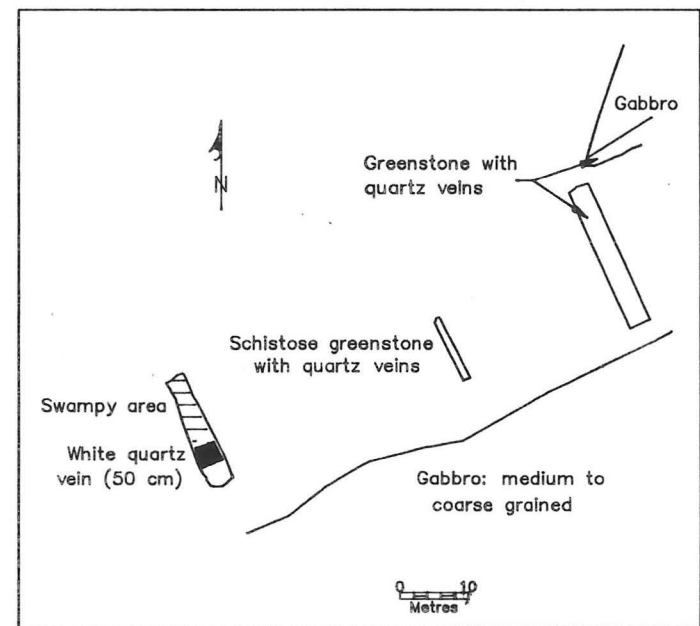 Gabbro
Greenstone with
quartz veins
N
Schistose greenstone
with quartz veins
Swampy area
White quartz
vein (50 cm)
Gabbro: medium to
coarse grained
0 10
Metres